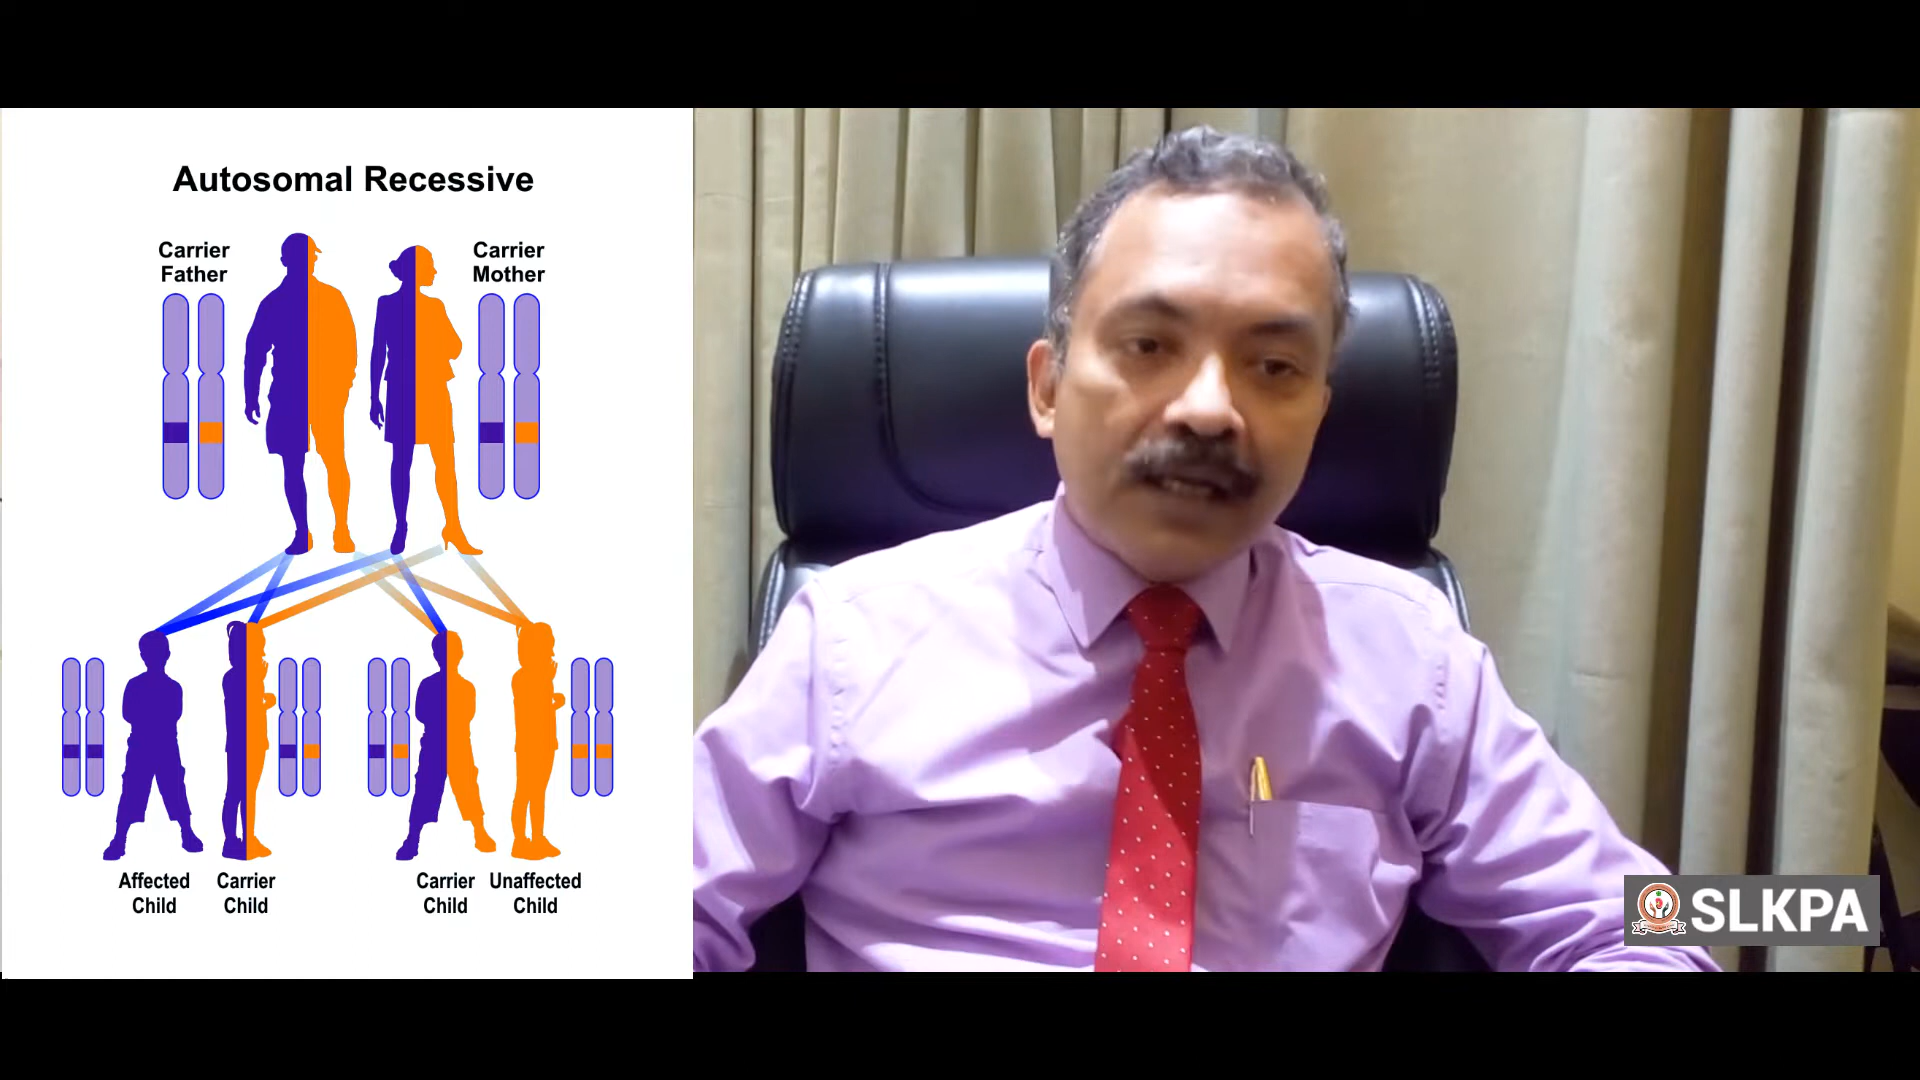 Autosomal Recessive
Carrier
Father
Carrier
Mother
Affected
Child
Carrier
Child
Carrier
Child
Unaffected
Child
SLKPA